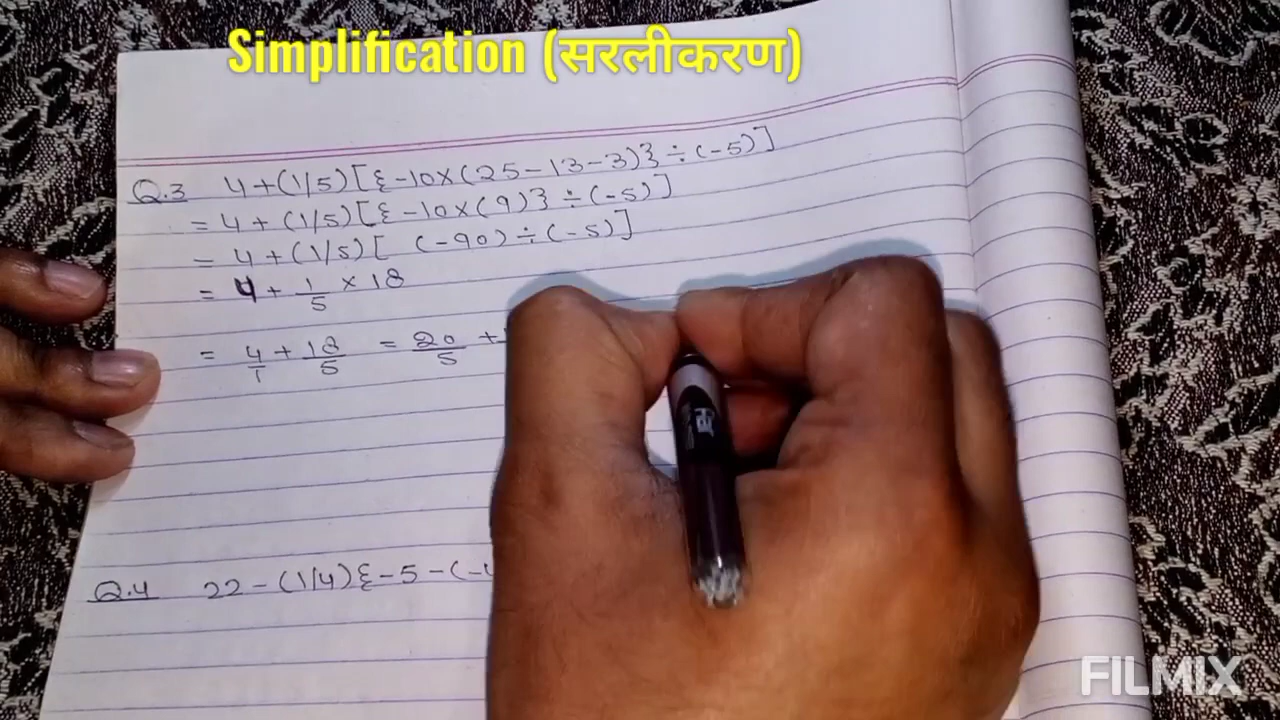 Simplification (सरलीकरण)
Q.3 4+(1/5)[{-10×(25-13-3)}÷(-5)]
= 4+(1/5)[{-10×(9)}÷(-5)]
= 4+(1/5)[ (-90)÷(-5)]
= 4 + 1/5 × 18
= 4/1 + 18/5 = 20/5 +
Q.4 22-(1/4){-5-(-4
FILMIX